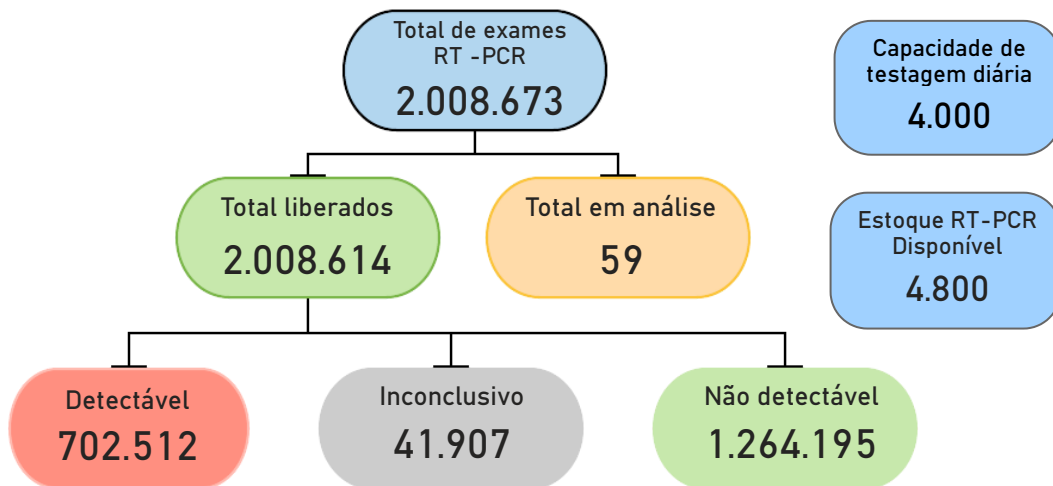 Total de exames
RT -PCR
2.008.673
Capacidade de
testagem diária
4.000
Total liberados
2.008.614
Total em análise
59
Estoque RT-PCR
Disponível
4.800
Detectável
702.512
Inconclusivo
41.907
Não detectável
1.264.195